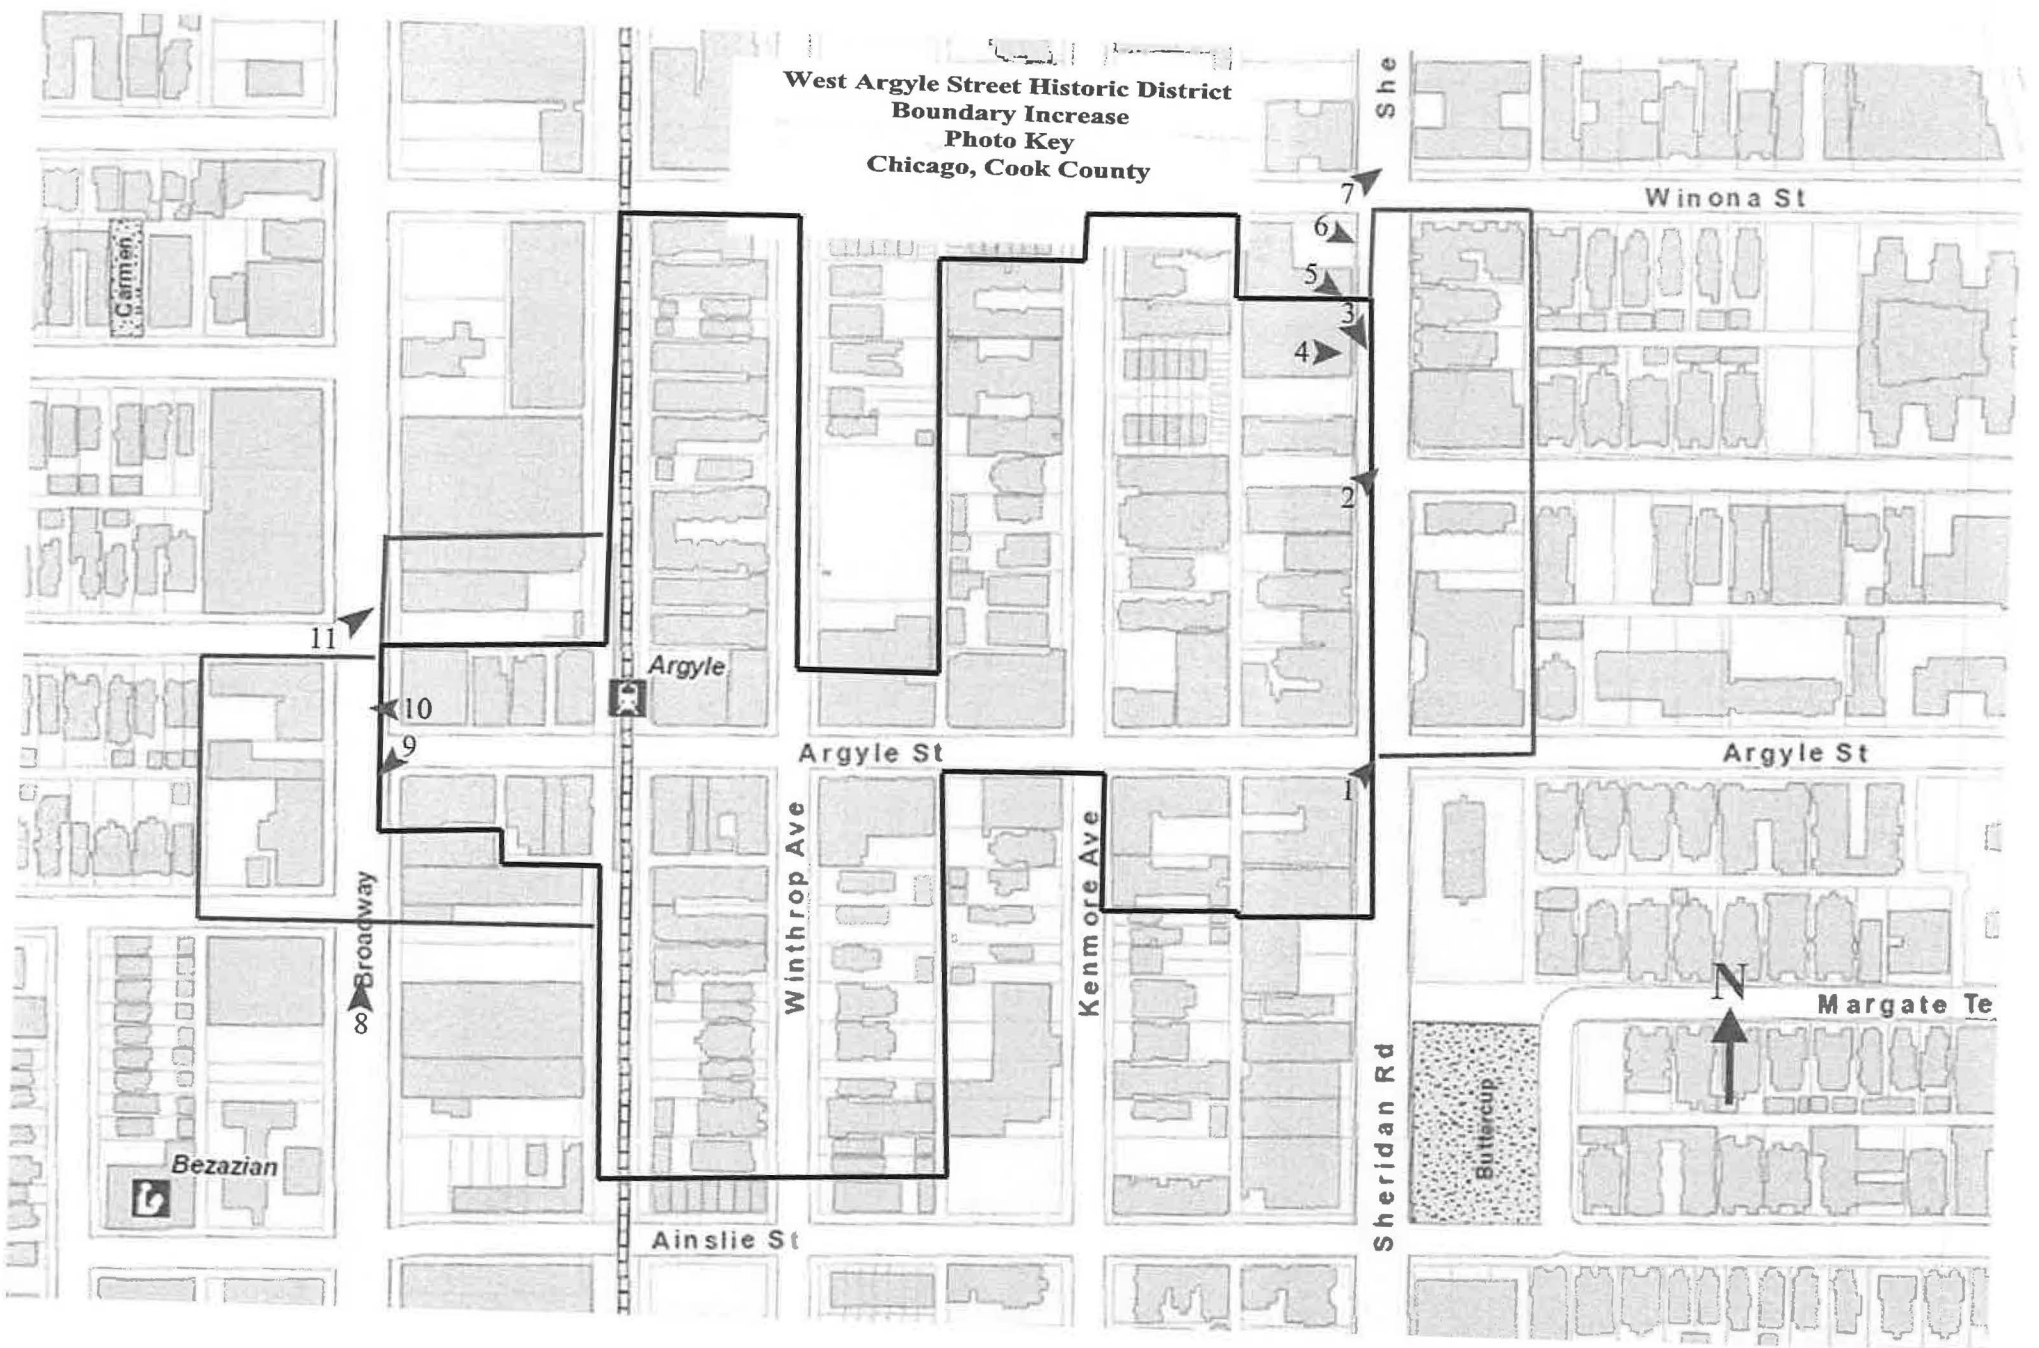 West Argyle Street Historic District
Boundary Increase
Photo Key
Chicago, Cook County
She
7
Winona St
6
Carmen
5
3
4
2
11
Argyle
10
9
Argyle St
Argyle St
1
Winthrop Ave
Kenmore Ave
Broadway
8
N
Margate Te
Sheridan Rd
Buttercup
Bezazian
Ainslie St